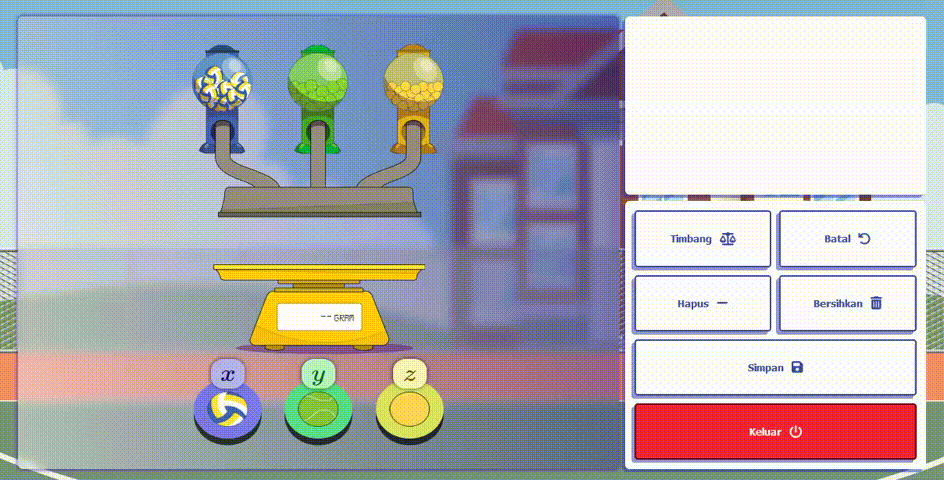 -- GRAM
x
y
z
Timbang
Batal
Hapus
Bersihkan
Simpan
Keluar